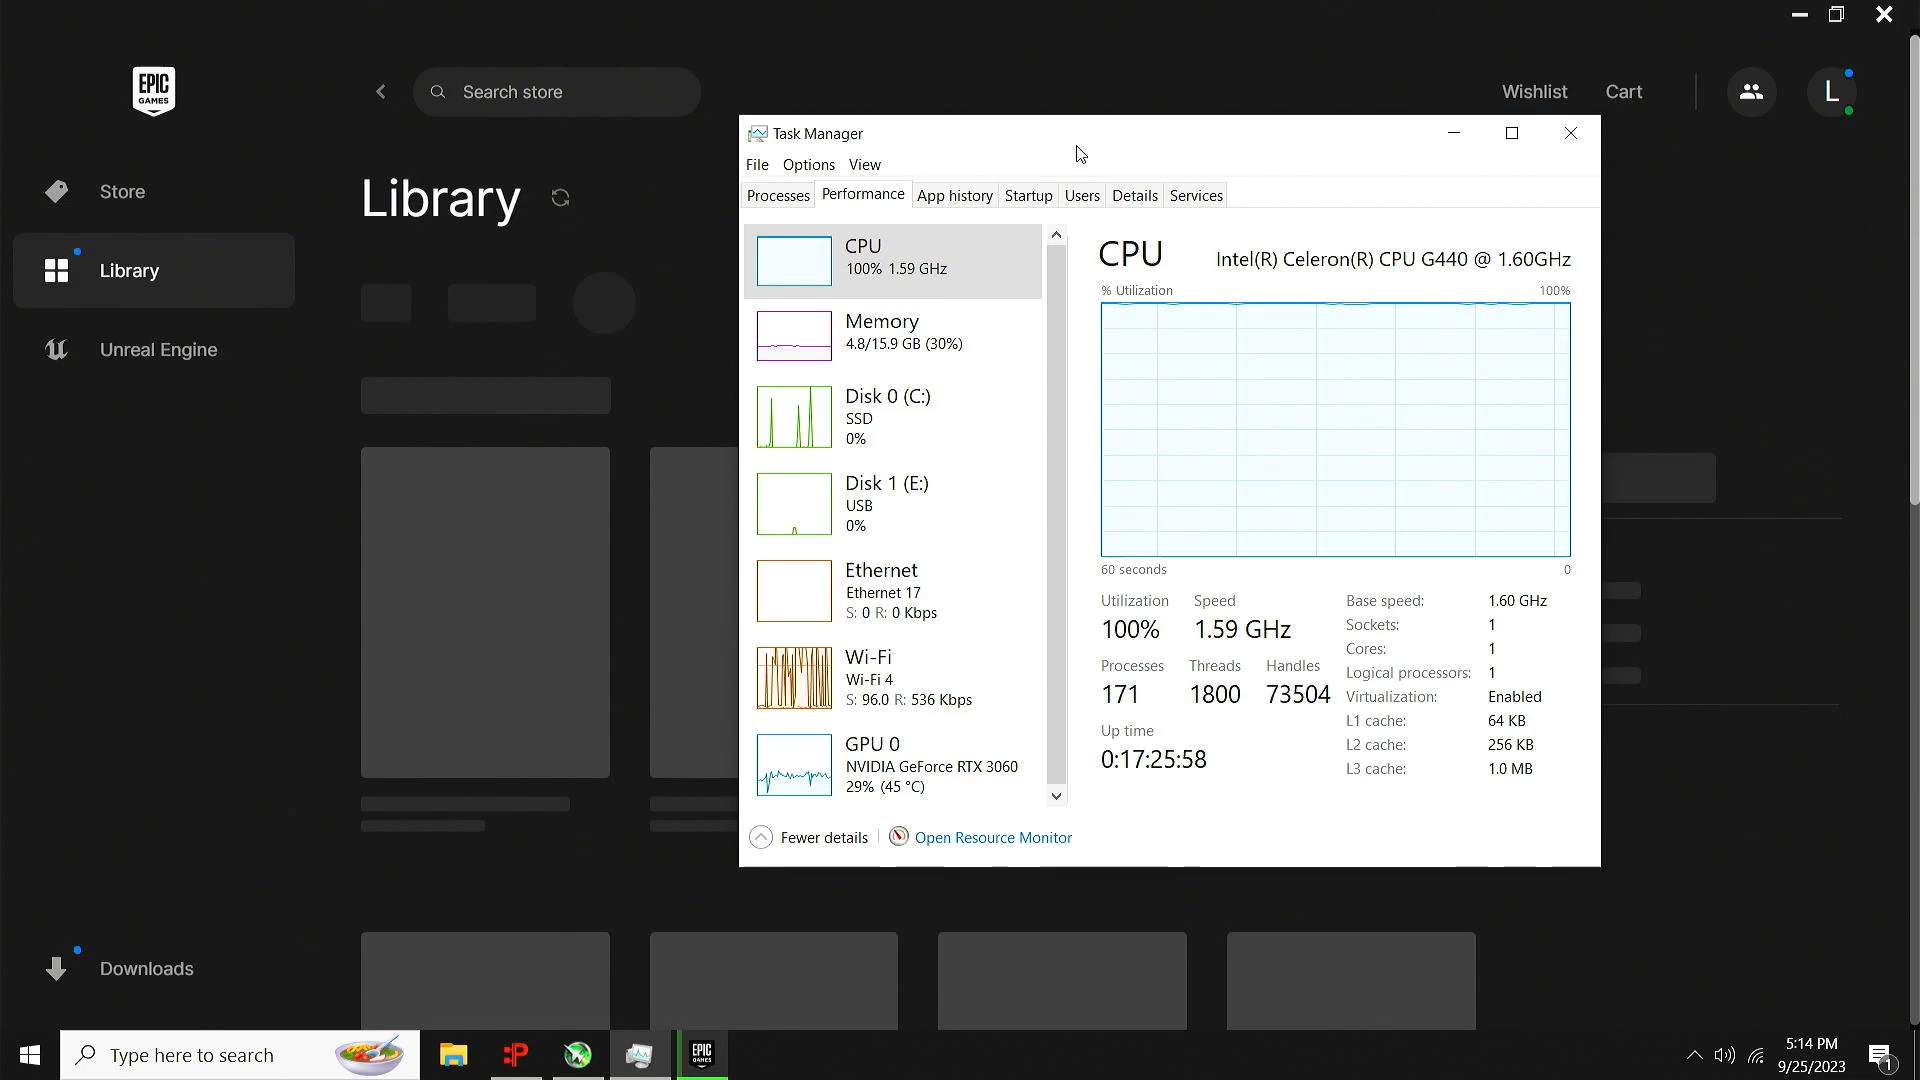 EPIC
GAMES
Search store
Wishlist
Cart
L
Store
Library
Unreal Engine
Downloads
Library
Task Manager
File Options View
Processes Performance App history Startup Users Details Services
CPU
100% 1.59 GHz
Memory
4.8/15.9 GB (30%)
Disk 0 (C:)
SSD
0%
Disk 1 (E:)
USB
0%
Ethernet
Ethernet 17
S: 0 R: 0 Kbps
Wi-Fi
Wi-Fi 4
S: 96.0 R: 536 Kbps
GPU 0
NVIDIA GeForce RTX 3060
29% (45 °C)
CPU Intel(R) Celeron(R) CPU G440 @ 1.60GHz
% Utilization 100%
60 seconds 0
Utilization Speed
100% 1.59 GHz
Processes Threads Handles
171 1800 73504
Up time
0:17:25:58
Base speed: 1.60 GHz
Sockets: 1
Cores: 1
Logical processors: 1
Virtualization: Enabled
L1 cache: 64 KB
L2 cache: 256 KB
L3 cache: 1.0 MB
Fewer details Open Resource Monitor
Type here to search
EPIC
GAMES
5:14 PM
9/25/2023
1